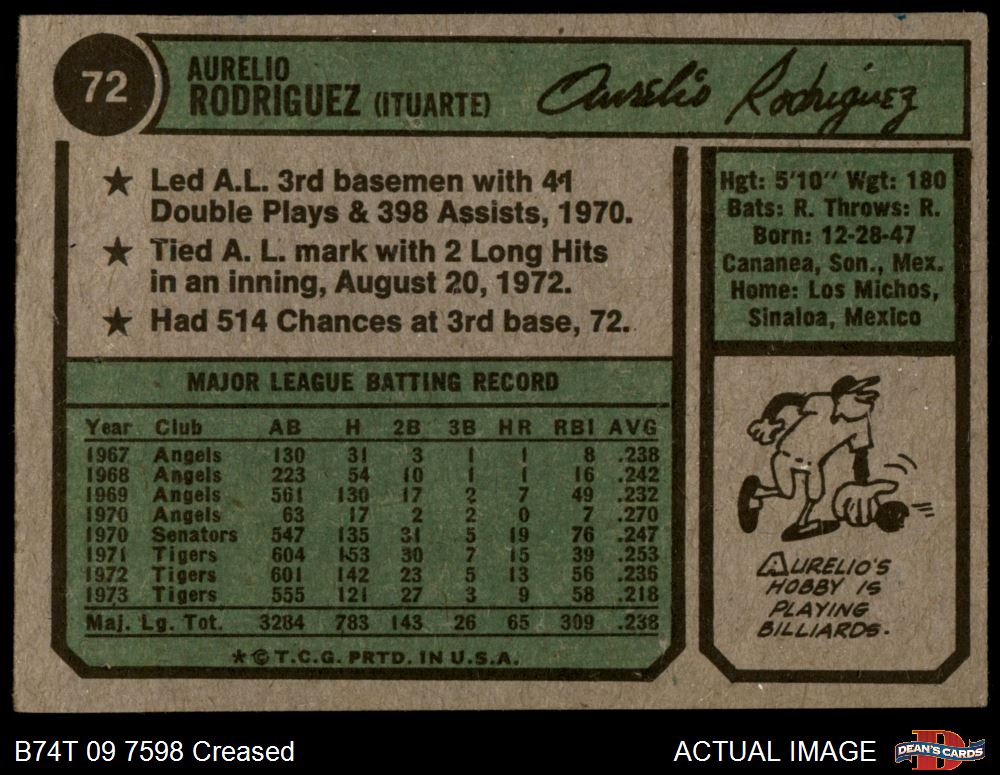 72
AURELIO
RODRIGUEZ (ITUARTE)
Aurelio Rodriguez
★ Led A.L. 3rd basemen with 41
Double Plays & 398 Assists, 1970.
★ Tied A. L. mark with 2 Long Hits
in an inning, August 20, 1972.
★ Had 514 Chances at 3rd base, 72.
Hgt: 5'10" Wgt: 180
Bats: R. Throws: R.
Born: 12-28-47
Cananea, Son., Mex.
Home: Los Michos,
Sinaloa, Mexico
MAJOR LEAGUE BATTING RECORD
Year Club AB H 2B 3B HR RBI AVG
1967 Angels 130 31 3 1 1 8 .238
1968 Angels 223 54 10 1 1 16 .242
1969 Angels 561 130 17 2 7 49 .232
1970 Angels 63 17 2 2 0 7 .270
1970 Senators 547 135 31 5 19 76 .247
1971 Tigers 604 153 30 7 15 39 .253
1972 Tigers 601 142 23 5 13 56 .236
1973 Tigers 555 121 27 3 9 58 .218
Maj. Lg. Tot. 3284 783 143 26 65 309 .238
★ © T.C.G. PRTD. IN U.S.A.
AURELIO'S
HOBBY IS
PLAYING
BILLIARDS.
B74T 09 7598 Creased
ACTUAL IMAGE
D
DEAN'S CARDS